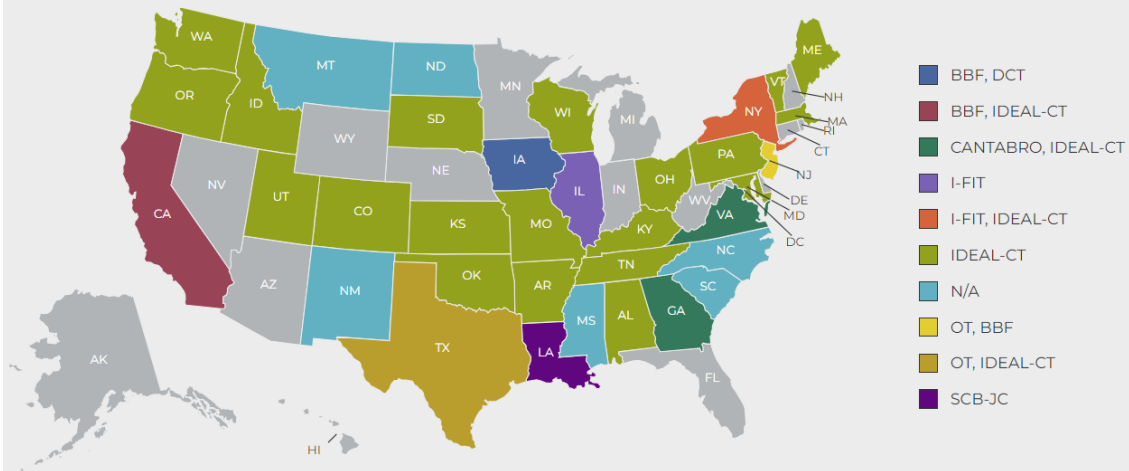 WA
ME
MT
ND
VT
MN
OR
NH
ID
WI
SD
NY
MA
MI
RI
WY
CT
PA
IA
NE
NJ
OH
NV
IN
IL
DE
UT
WV
MD
CO
VA
CA
KS
MO
KY
DC
NC
TN
OK
AZ
NM
AR
SC
MS
AL
GA
TX
LA
AK
FL
HI
BBF, DCT
BBF, IDEAL-CT
CANTABRO, IDEAL-CT
I-FIT
I-FIT, IDEAL-CT
IDEAL-CT
N/A
OT, BBF
OT, IDEAL-CT
SCB-JC